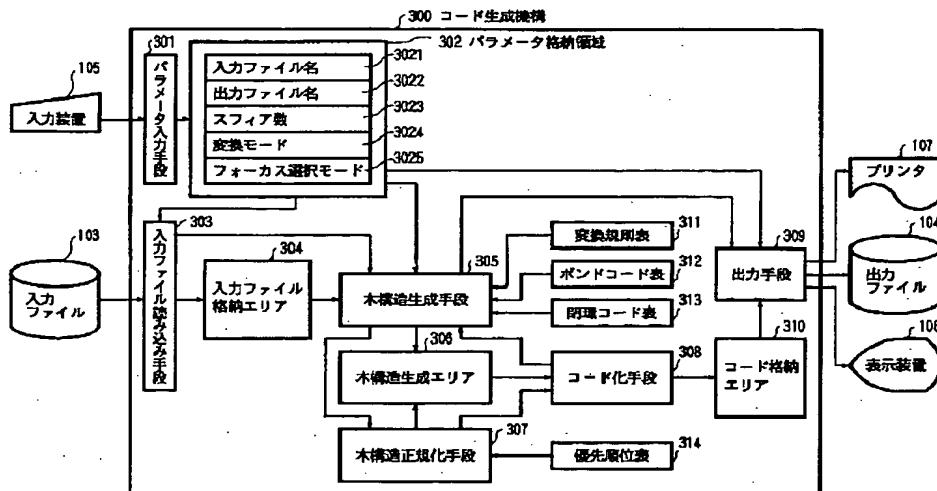 300 コード生成機構
301
パラメータ入力手段
302 パラメータ格納領域
入力ファイル名
3021
出力ファイル名
3022
スフィア数
3023
変換モード
3024
フォーカス選択モード
3025
105
入力装置
107
プリンタ
103
入力
ファイル
303
入力ファイル読み込み手段
304
入力ファイル
格納エリア
305
木構造生成手段
311
変換規則表
312
ボンドコード表
313
閉環コード表
309
出力手段
104
出力
ファイル
306
木構造生成エリア
308
コード化手段
310
コード格納
エリア
108
表示装置
307
木構造正規化手段
314
優先順位表